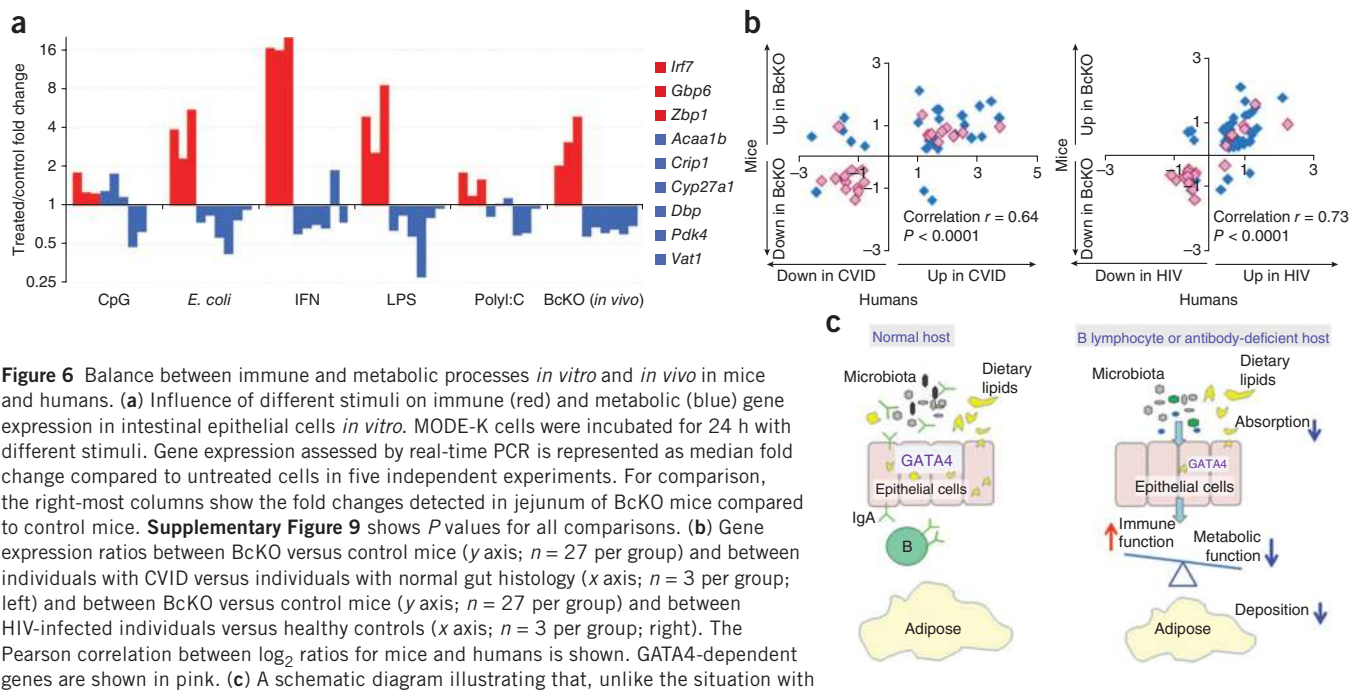 a
Treated/control fold change
16
8
4
2
1
0.5
0.25
CpG
E. coli
IFN
LPS
PolyI:C
BcKO (in vivo)
Irf7
Gbp6
Zbp1
Acaa1b
Crip1
Cyp27a1
Dbp
Pdk4
Vat1
b
Mice
Down in BcKO
Up in BcKO
3
1
–3
–1
1
3
5
–1
–3
Correlation r = 0.64
P < 0.0001
Down in CVID
Up in CVID
Humans
Mice
Down in BcKO
Up in BcKO
3
1
–3
–1
1
3
–1
–3
Correlation r = 0.73
P < 0.0001
Down in HIV
Up in HIV
Humans
Figure 6 Balance between immune and metabolic processes in vitro and in vivo in mice
and humans. (a) Influence of different stimuli on immune (red) and metabolic (blue) gene
expression in intestinal epithelial cells in vitro. MODE-K cells were incubated for 24 h with
different stimuli. Gene expression assessed by real-time PCR is represented as median fold
change compared to untreated cells in five independent experiments. For comparison,
the right-most columns show the fold changes detected in jejunum of BcKO mice compared
to control mice. Supplementary Figure 9 shows P values for all comparisons. (b) Gene
expression ratios between BcKO versus control mice (y axis; n = 27 per group) and between
individuals with CVID versus individuals with normal gut histology (x axis; n = 3 per group;
left) and between BcKO versus control mice (y axis; n = 27 per group) and between
HIV-infected individuals versus healthy controls (x axis; n = 3 per group; right). The
Pearson correlation between log2 ratios for mice and humans is shown. GATA4-dependent
genes are shown in pink. (c) A schematic diagram illustrating that, unlike the situation with
c
Normal host
Microbiota
Dietary
lipids
GATA4
Epithelial cells
IgA
B
Adipose
B lymphocyte or antibody-deficient host
Microbiota
Dietary
lipids
Absorption
GATA4
Epithelial cells
Immune
function
Metabolic
function
Deposition
Adipose